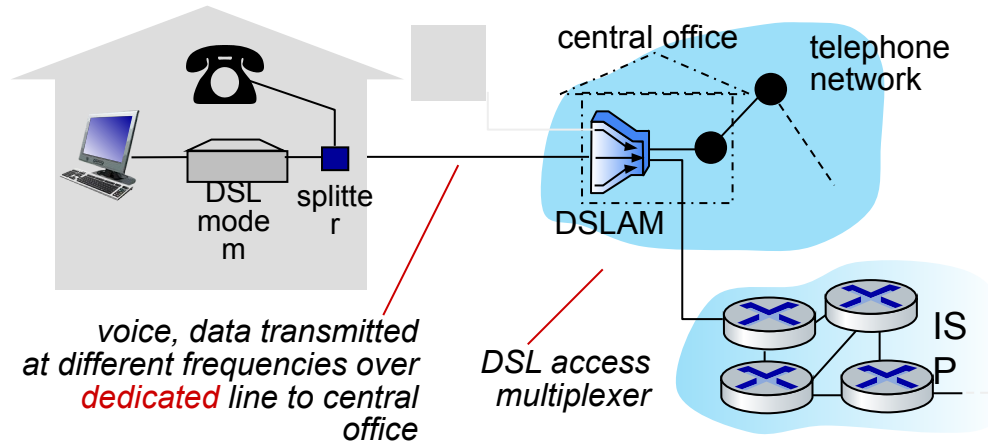 central office
telephone
network
DSL
mode
m
splitte
r
DSLAM
voice, data transmitted
at different frequencies over
dedicated line to central
office
DSL access
multiplexer
IS
P